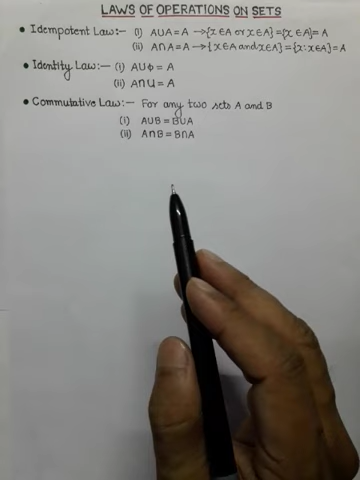 LAWS OF OPERATIONS ON SETS
• Idempotent Law:- (i) A∪A = A → {x∈A or x∈A} = {x∈A} = A
(ii) A∩A = A → {x∈A and x∈A} = {x:x∈A} = A
• Identity Law:- (i) A∪Φ = A
(ii) A∩U = A
• Commutative Law:- For any two sets A and B
(i) A∪B = B∪A
(ii) A∩B = B∩A